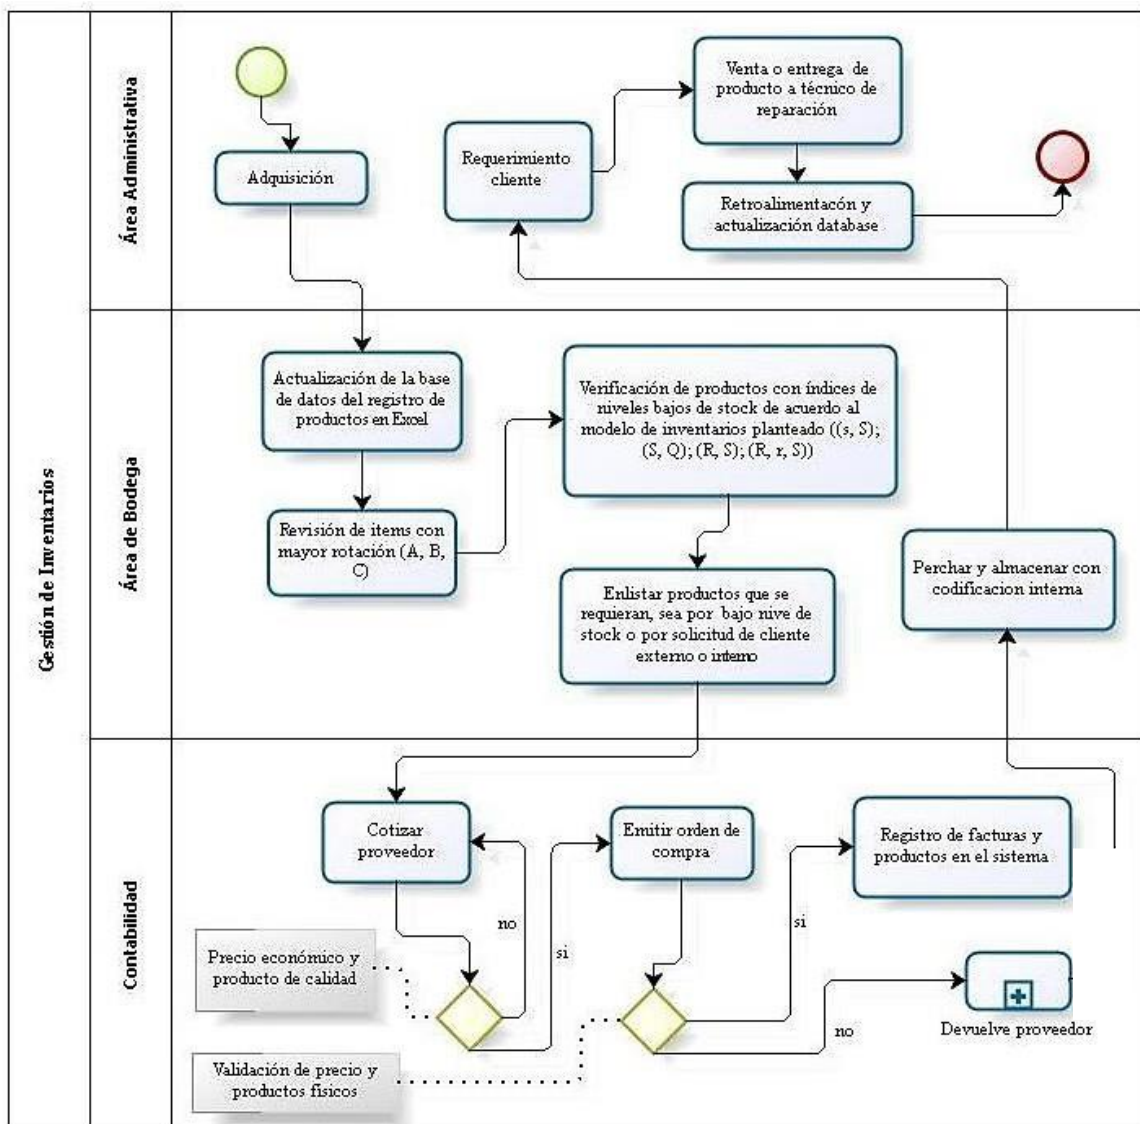 Gestión de Inventarios
Área Administrativa
Adquisición
Requerimiento
cliente
Venta o entrega de
producto a técnico de
reparación
Retroalimentacón y
actualización database
Área de Bodega
Actualización de la base
de datos del registro de
productos en Excel
Revisión de items con
mayor rotación (A, B,
C)
Verificación de productos con índices de
niveles bajos de stock de acuerdo al
modelo de inventarios planteado ((s, S);
(S, Q); (R, S); (R, r, S))
Enlistar productos que se
requieran, sea por bajo nive de
stock o por solicitud de cliente
externo o interno
Perchar y almacenar con
codificacion interna
Contabilidad
Cotizar
proveedor
Emitir orden de
compra
Registro de facturas y
productos en el sistema
no
si
si
no
Precio económico y
producto de calidad
Validación de precio y
productos físicos
Devuelve proveedor